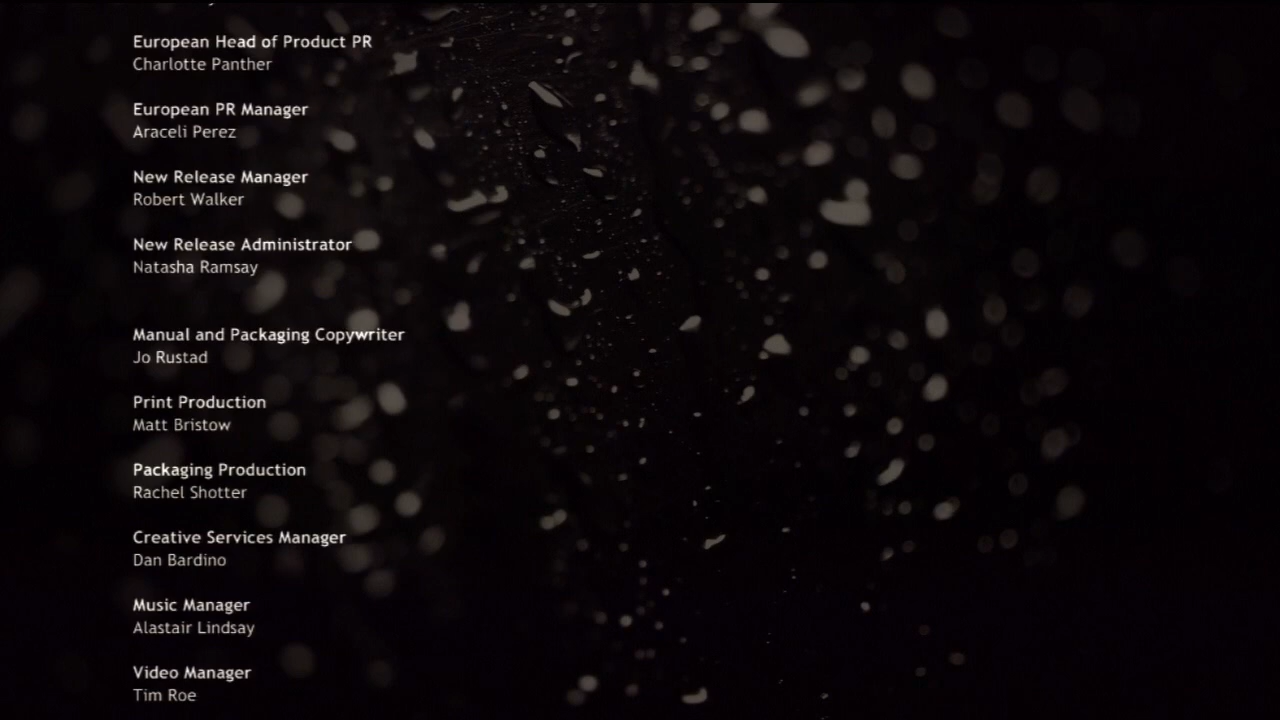 European Head of Product PR
Charlotte Panther
European PR Manager
Araceli Perez
New Release Manager
Robert Walker
New Release Administrator
Natasha Ramsay
Manual and Packaging Copywriter
Jo Rustad
Print Production
Matt Bristow
Packaging Production
Rachel Shotter
Creative Services Manager
Dan Bardino
Music Manager
Alastair Lindsay
Video Manager
Tim Roe